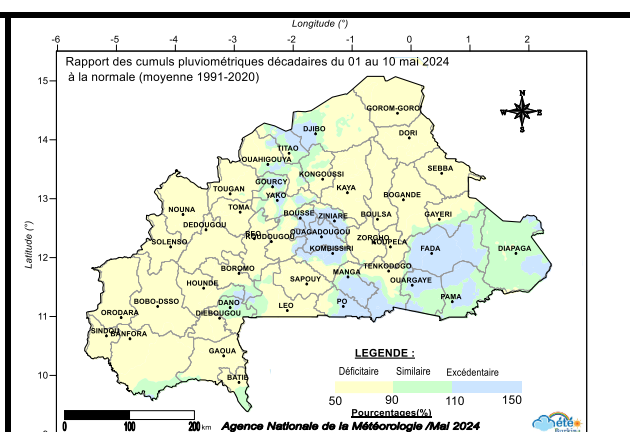 Longitude (°)
-6 -5 -4 -3 -2 -1 0 1 2
Rapport des cumuls pluviométriques décadaires du 01 au 10 mai 2024
à la normale (moyenne 1991-2020)
15
14
13
12
11
10
9
Latitude (°)
N
W E
S
GOROM-GORO
DJIBO
DORI
TITAO
OUAHIGOUYA
KONGOUSSI
SEBBA
GOURCY
TOUGAN
KAYA
YAKO
BOGANDE
NOUNA
TOMA
BOUSSE
ZINIARE
BOULSA
GAYERI
DEDOUGOU
REO
KOUDOUGOU
OUAGADOUGOU
ZORGHO
KOUPELA
SOLENSO
KOMBISSIRI
FADA
DIAPAGA
BOROMO
MANGA
TENKODOGO
HOUNDE
SAPOUY
OUARGAYE
BOBO-DSSO
DANO
LEO
PO
PAMA
ORODARA
DIEBOUGOU
SINDOU
BANFORA
GAOUA
BATIE
LEGENDE :
Déficitaire Similaire Excédentaire
50 90 110 150
Pourcentages(%)
0 100 200 km
Agence Nationale de la Météorologie /Mai 2024
météo
Burkina